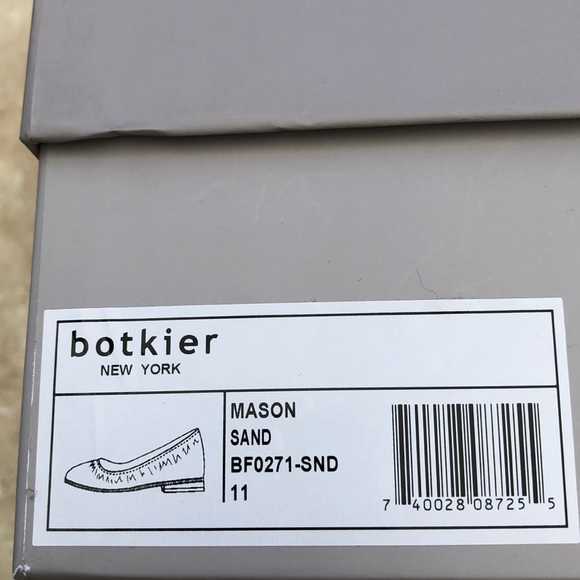 botkier
NEW YORK
MASON
SAND
BF0271-SND
11
7 40028 08725 5